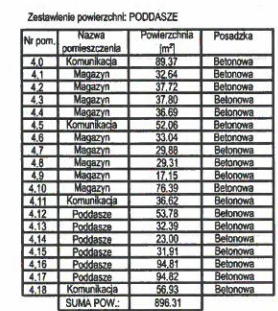 Zestawienie powierzchni: PODDASZE
Nr pom. Nazwa pomieszczenia Powierzchnia [m²] Posadzka
4.0 Komunikacja 89,37 Betonowa
4.1 Magazyn 32,64 Betonowa
4.2 Magazyn 37,72 Betonowa
4.3 Magazyn 37,80 Betonowa
4.4 Magazyn 36,69 Betonowa
4.5 Komunikacja 52,06 Betonowa
4.6 Magazyn 33,04 Betonowa
4.7 Magazyn 29,88 Betonowa
4.8 Magazyn 29,31 Betonowa
4.9 Magazyn 17,15 Betonowa
4.10 Magazyn 76,39 Betonowa
4.11 Komunikacja 36,62 Betonowa
4.12 Poddasze 53,78 Betonowa
4.13 Poddasze 32,39 Betonowa
4.14 Poddasze 23,00 Betonowa
4.15 Poddasze 31,91 Betonowa
4.16 Poddasze 94,81 Betonowa
4.17 Poddasze 94,82 Betonowa
4.18 Komunikacja 56,93 Betonowa
SUMA POW.: 896.31